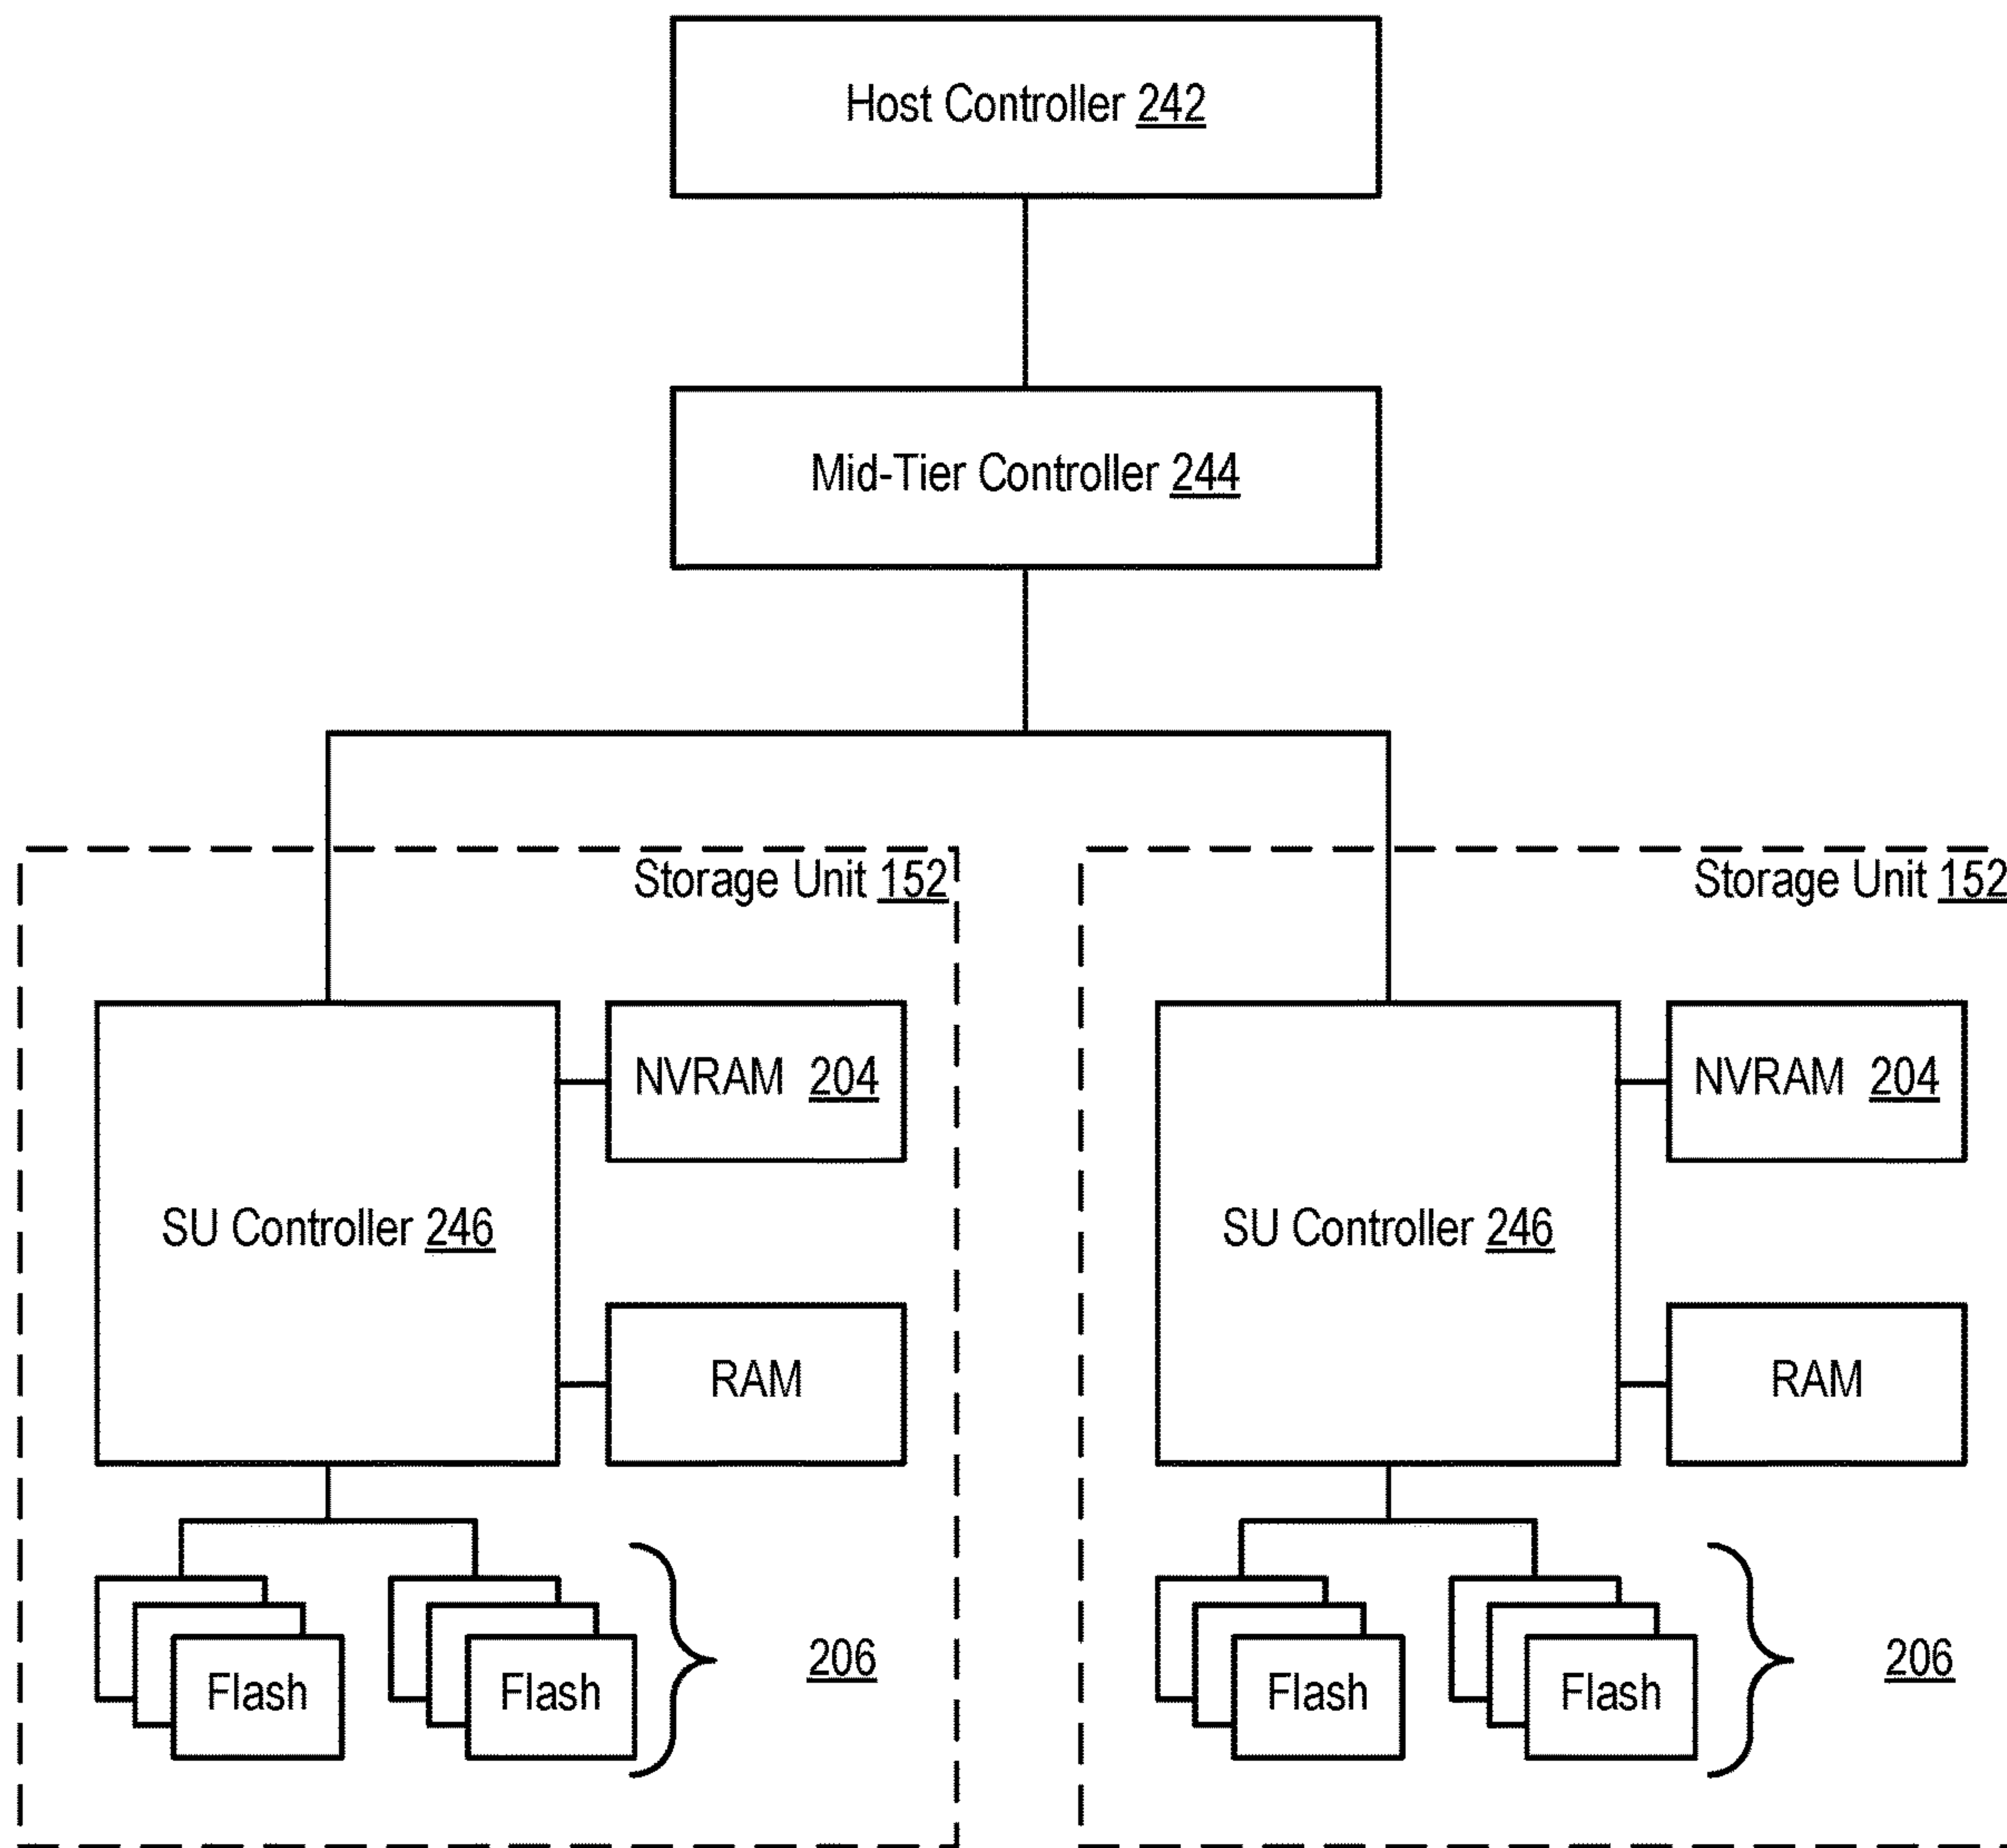 Host Controller 242
Mid-Tier Controller 244
Storage Unit 152
Storage Unit 152
NVRAM 204
NVRAM 204
SU Controller 246
SU Controller 246
RAM
RAM
206
206
Flash
Flash
Flash
Flash